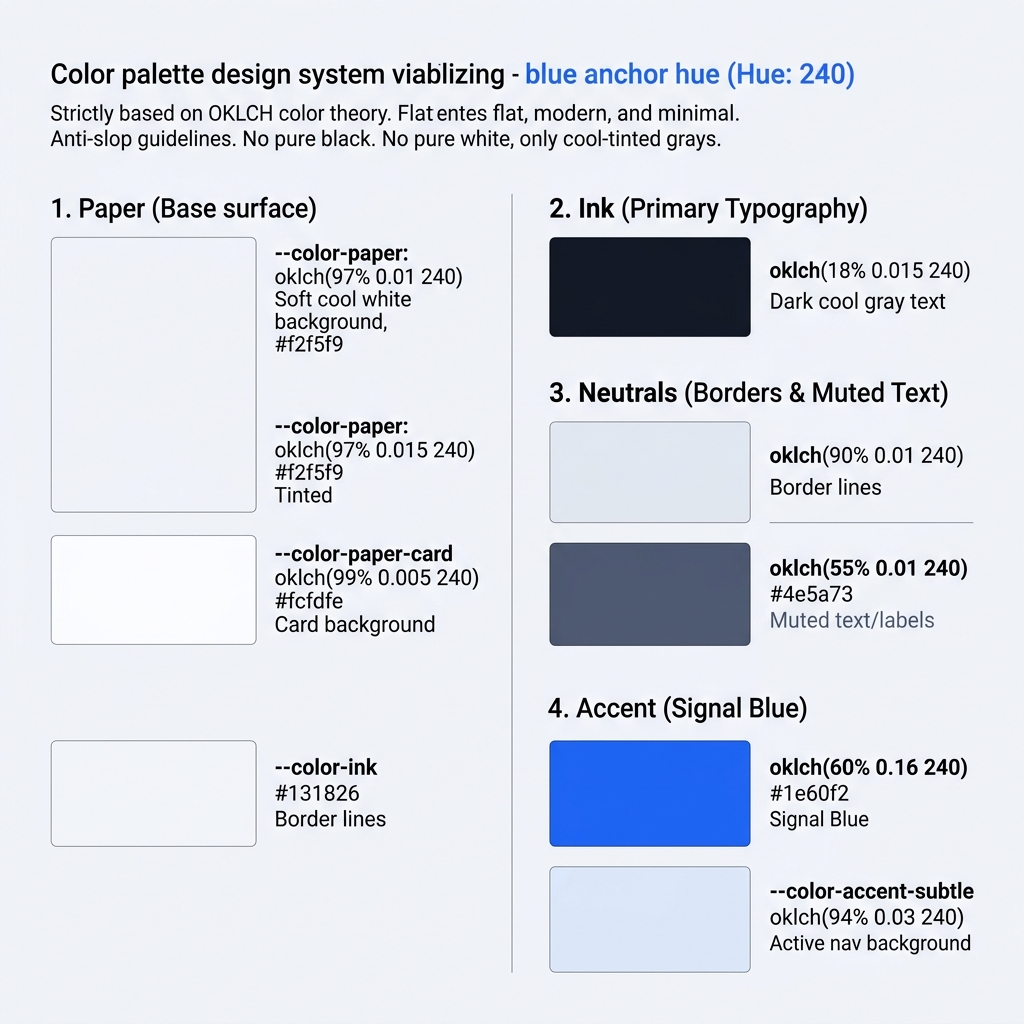 Color palette design system viablizing - blue anchor hue (Hue: 240)
Strictly based on OKLCH color theory. Flat entes flat, modern, and minimal.
Anti-slop guidelines. No pure black. No pure white, only cool-tinted grays.
1. Paper (Base surface)
--color-paper:
oklch(97% 0.01 240)
Soft cool white
background,
#f2f5f9
--color-paper:
oklch(97% 0.015 240)
#f2f5f9
Tinted
--color-paper-card
oklch(99% 0.005 240)
#fcfdfe
Card background
--color-ink
#131826
Border lines
2. Ink (Primary Typography)
oklch(18% 0.015 240)
Dark cool gray text
3. Neutrals (Borders & Muted Text)
oklch(90% 0.01 240)
Border lines
oklch(55% 0.01 240)
#4e5a73
Muted text/labels
4. Accent (Signal Blue)
oklch(60% 0.16 240)
#1e60f2
Signal Blue
--color-accent-subtle
oklch(94% 0.03 240)
Active nav background